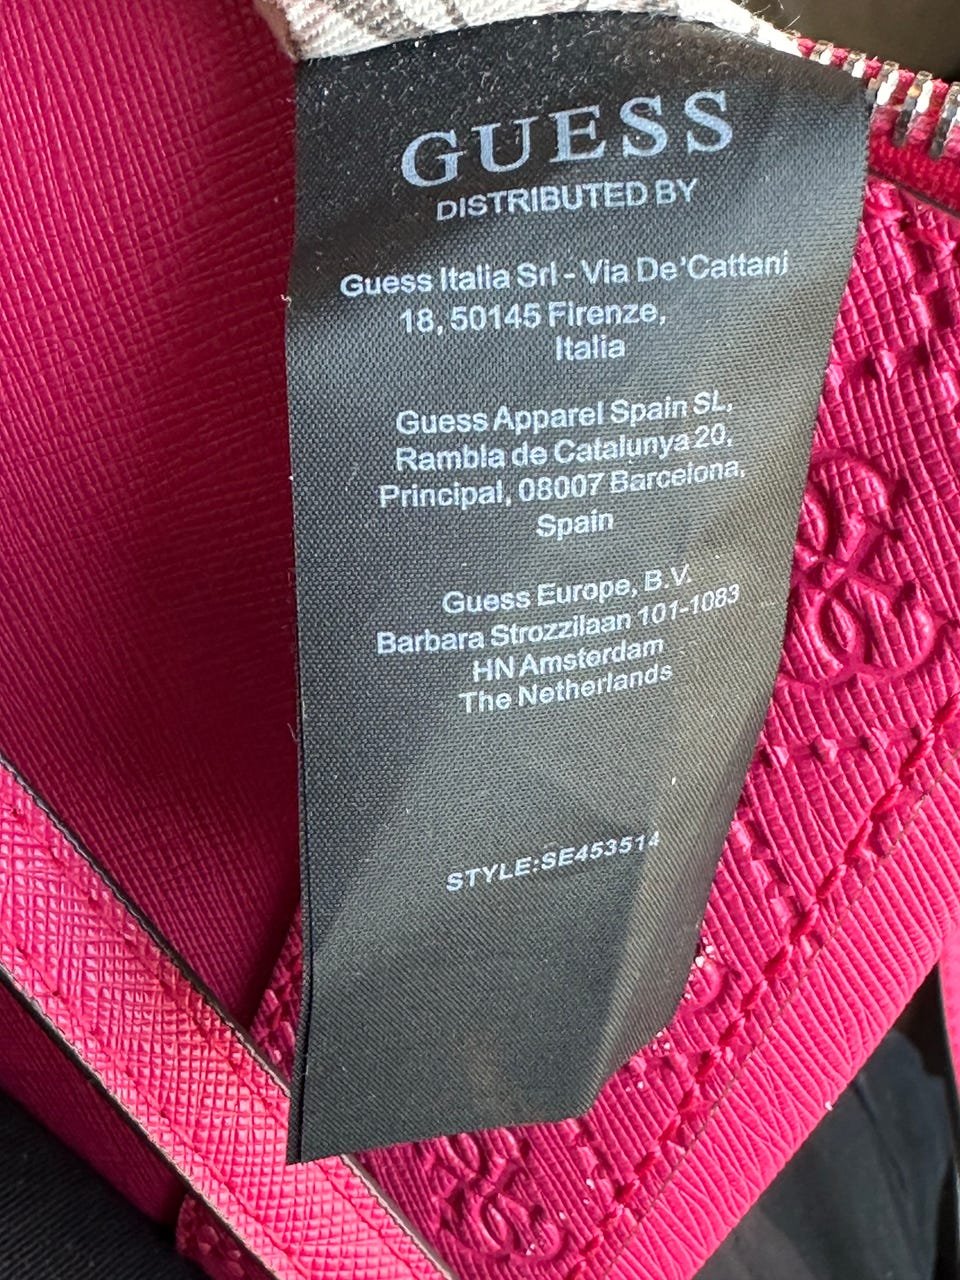 GUESS
DISTRIBUTED BY
Guess Italia Srl - Via De'Cattani
18, 50145 Firenze,
Italia
Guess Apparel Spain SL,
Rambla de Catalunya 20,
Principal, 08007 Barcelona,
Spain
Guess Europe, B.V.
Barbara Strozzilaan 101-1083
HN Amsterdam
The Netherlands
STYLE:SE453514